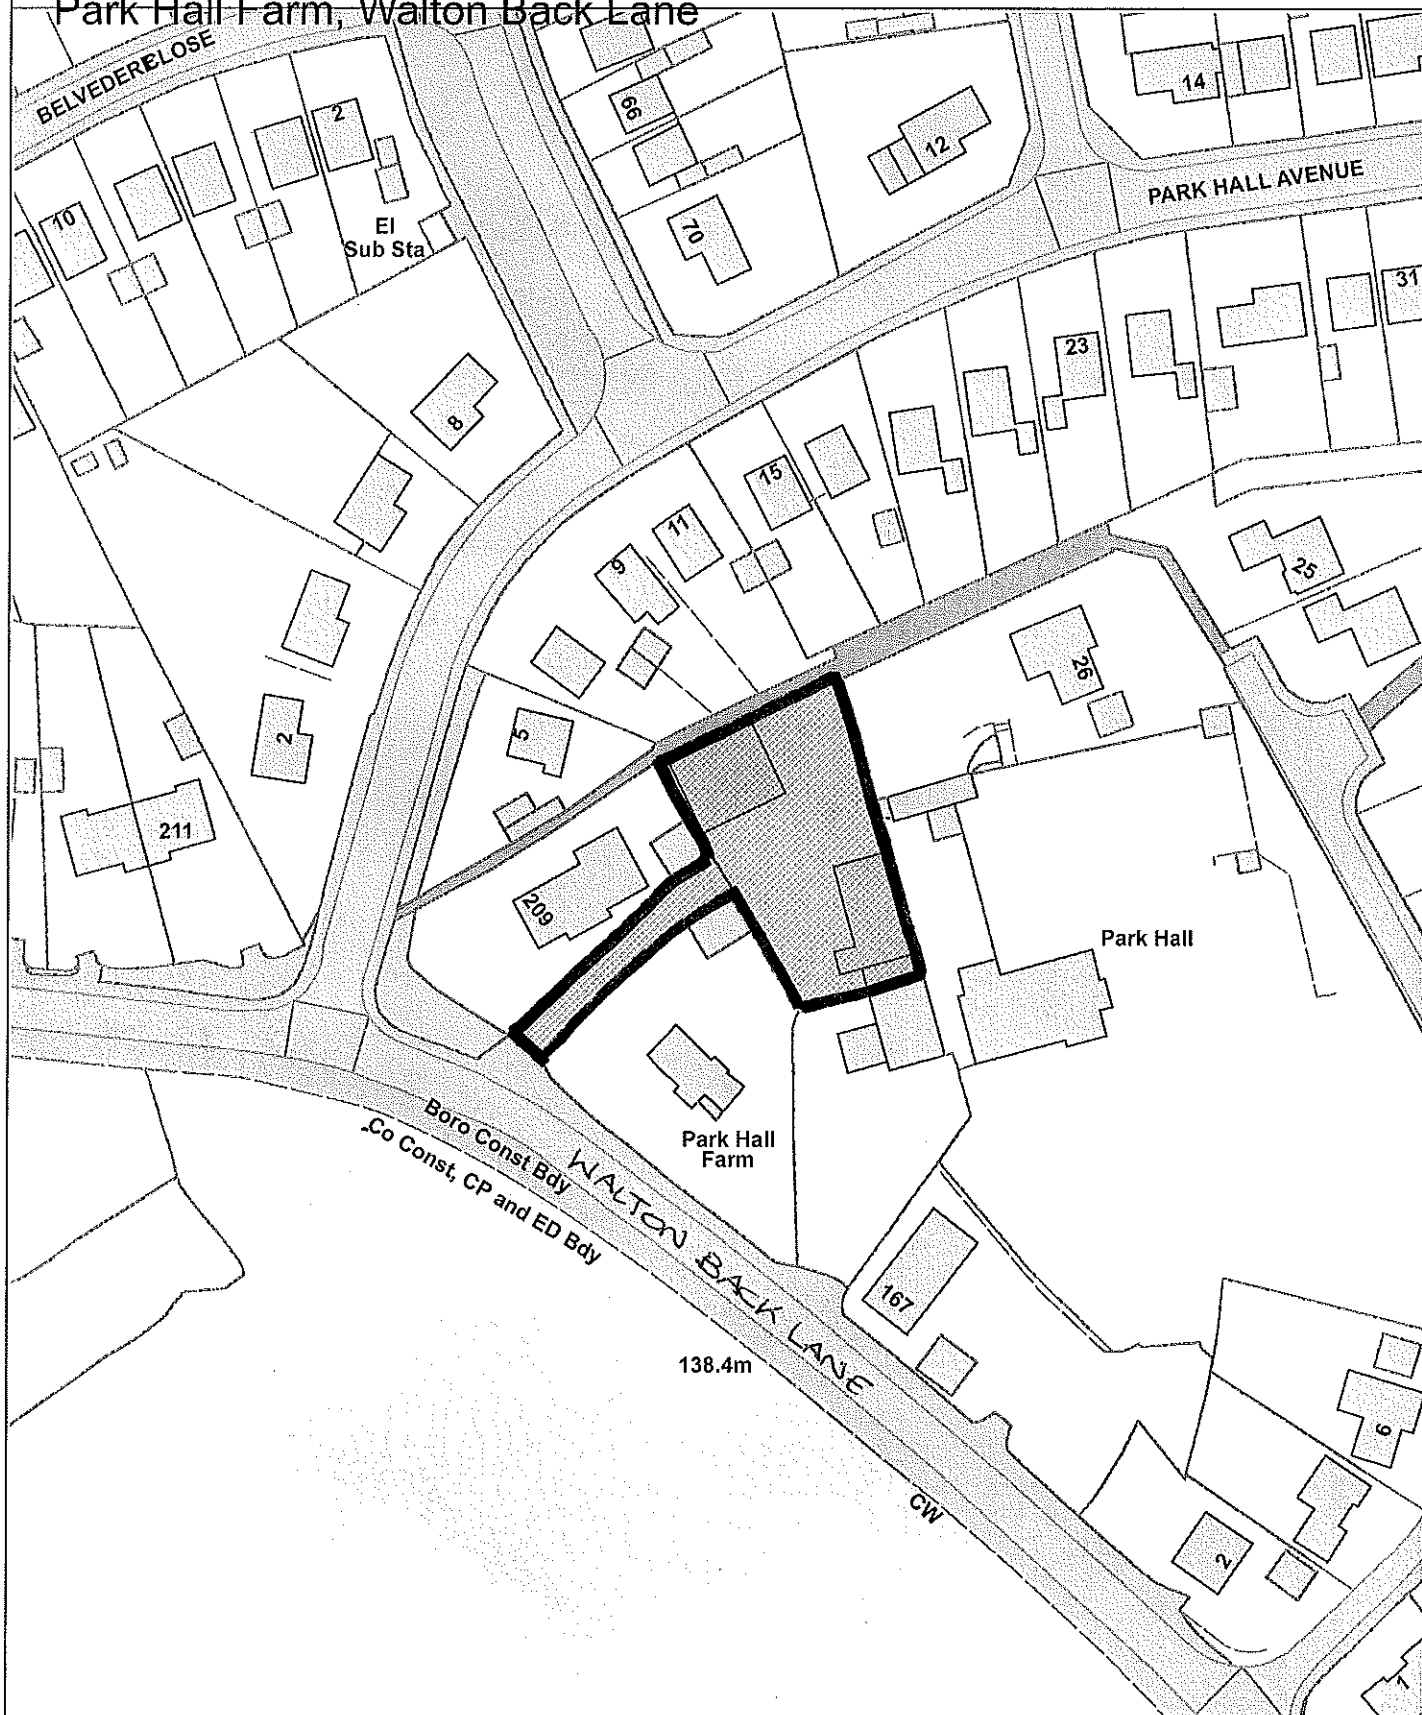 Park Hall Farm, Walton Back Lane
BELVEDERE CLOSE
2
10
El
Sub Sta
66
70
12
14
PARK HALL AVENUE
31
23
15
11
9
8
5
2
211
209
25
26
Park Hall
Park Hall
Farm
Boro Const Bdy
Co Const, CP and ED Bdy
WALTON BACK LANE
138.4m
167
CW
6
2
1